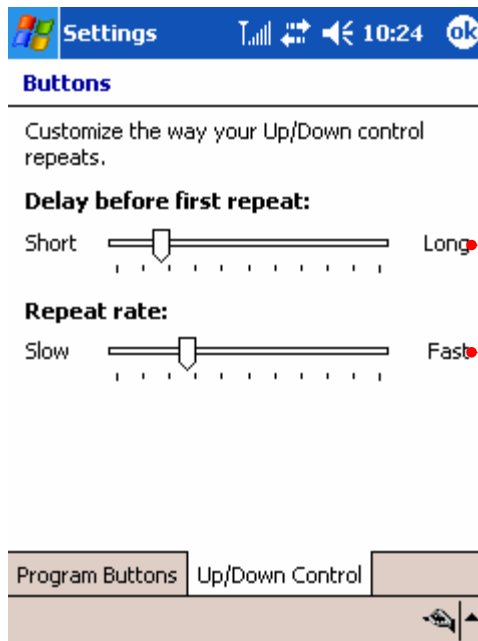 Settings 10:24 ok
Buttons
Customize the way your Up/Down control
repeats.
Delay before first repeat:
Short Long
Repeat rate:
Slow Fast
Program Buttons Up/Down Control